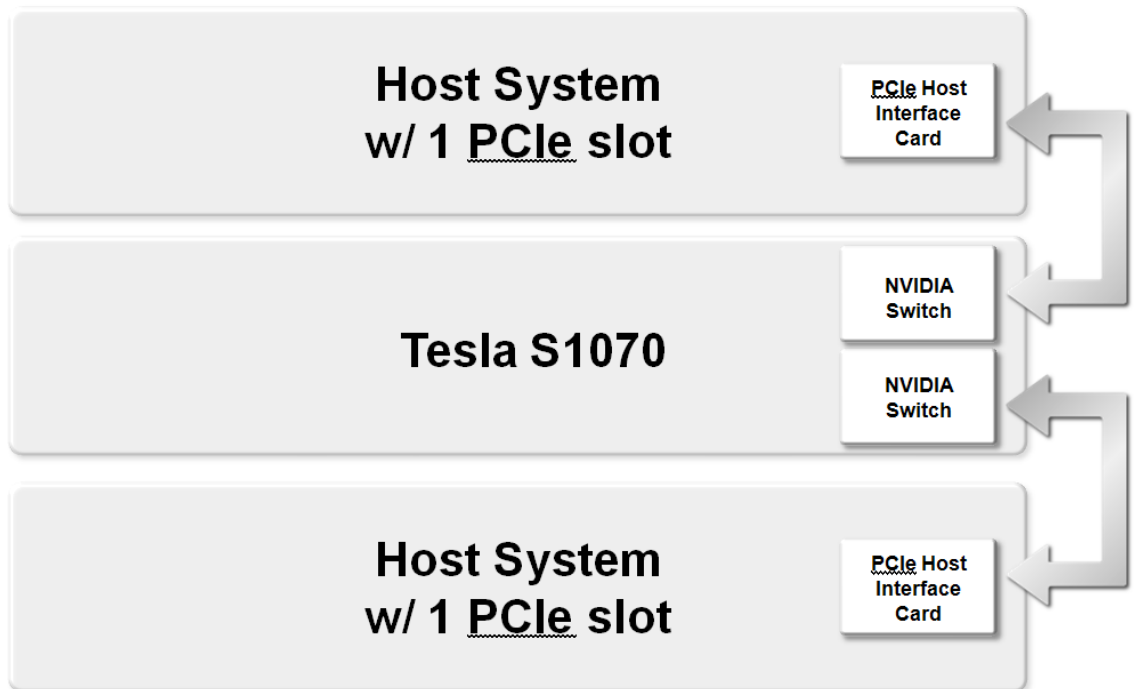 Host System
w/ 1 PCIe slot
PCIe Host
Interface
Card
Tesla S1070
NVIDIA
Switch
NVIDIA
Switch
Host System
w/ 1 PCIe slot
PCIe Host
Interface
Card